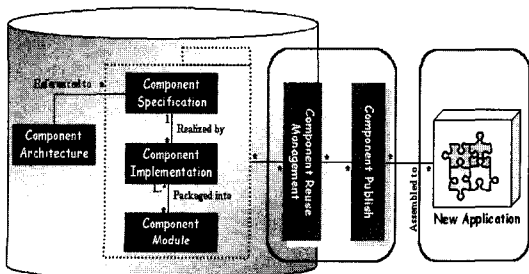 Referenced to
*
Component
Specification
1
Realized by
*
Component
Architecture
Component
Implementation
1..*
Packaged into
*
Component
Module
*
*
Component Reuse
Management
*
*
Component Publish
*
*
Assembled to
New Application